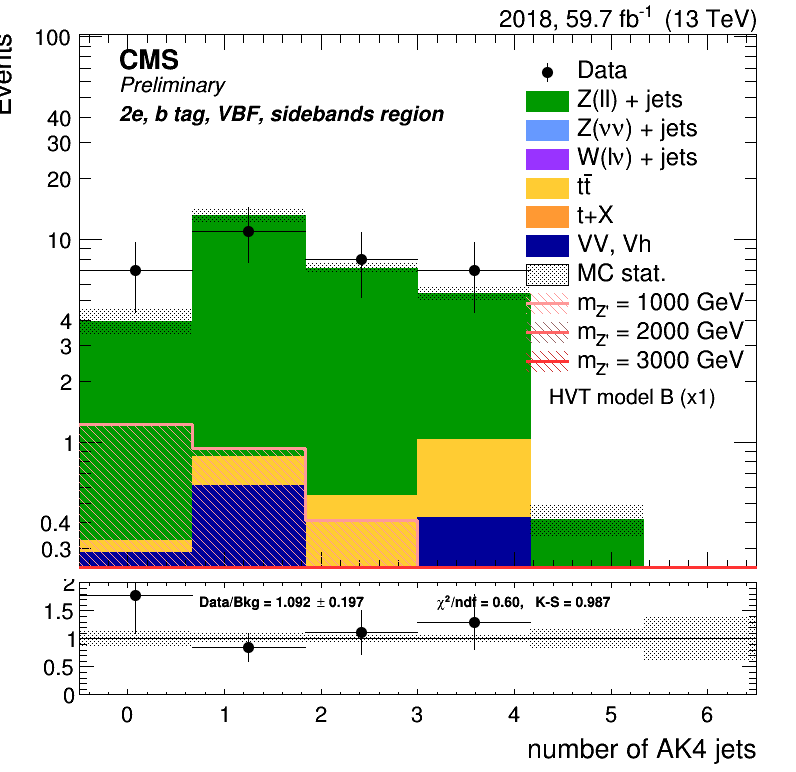 2018, 59.7 fb⁻¹ (13 TeV)
Events
CMS
Preliminary
2e, b tag, VBF, sidebands region
Data
Z(ll) + jets
Z(νν) + jets
W(lν) + jets
tt̄
t+X
VV, Vh
MC stat.
m_Z' = 1000 GeV
m_Z' = 2000 GeV
m_Z' = 3000 GeV
HVT model B (x1)
100
40
30
20
10
4
3
2
1
0.4
0.3
Data/Bkg = 1.092 ± 0.197 χ²/ndf = 0.60, K-S = 0.987
2
1.5
1
0.5
0
0 1 2 3 4 5 6
number of AK4 jets